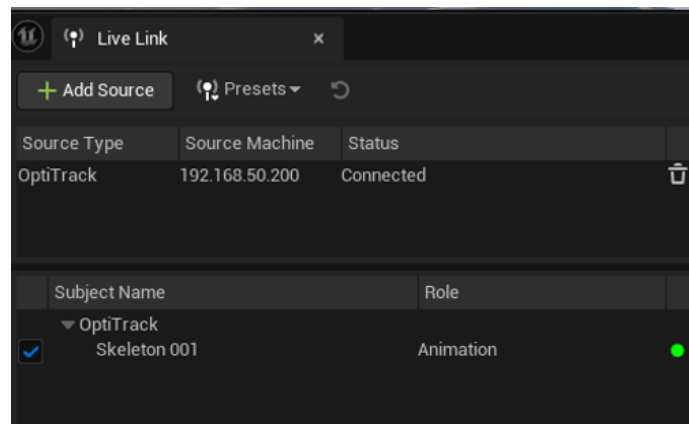 Live Link
Add Source Presets
Source Type Source Machine Status
OptiTrack 192.168.50.200 Connected
Subject Name Role
OptiTrack
Skeleton 001 Animation